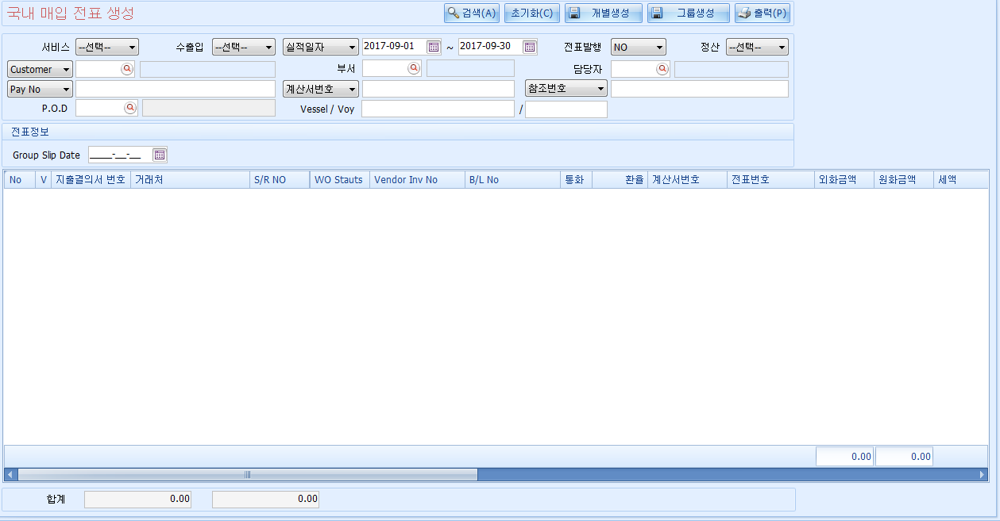 국내 매입 전표 생성 검색(A) 초기화(C) 개별생성 그룹생성 출력(P)
서비스 --선택-- 수출입 --선택-- 실적일자 2017-09-01 ~ 2017-09-30 전표발행 NO 정산 --선택--
Customer 부서 담당자
Pay No 계산서번호 참조번호
P.O.D Vessel / Voy /
전표정보
Group Slip Date ____-__-__
No V 지출결의서 번호 거래처 S/R NO WO Stauts Vendor Inv No B/L No 통화 환율 계산서번호 전표번호 외화금액 원화금액 세액
0.00 0.00
합계 0.00 0.00